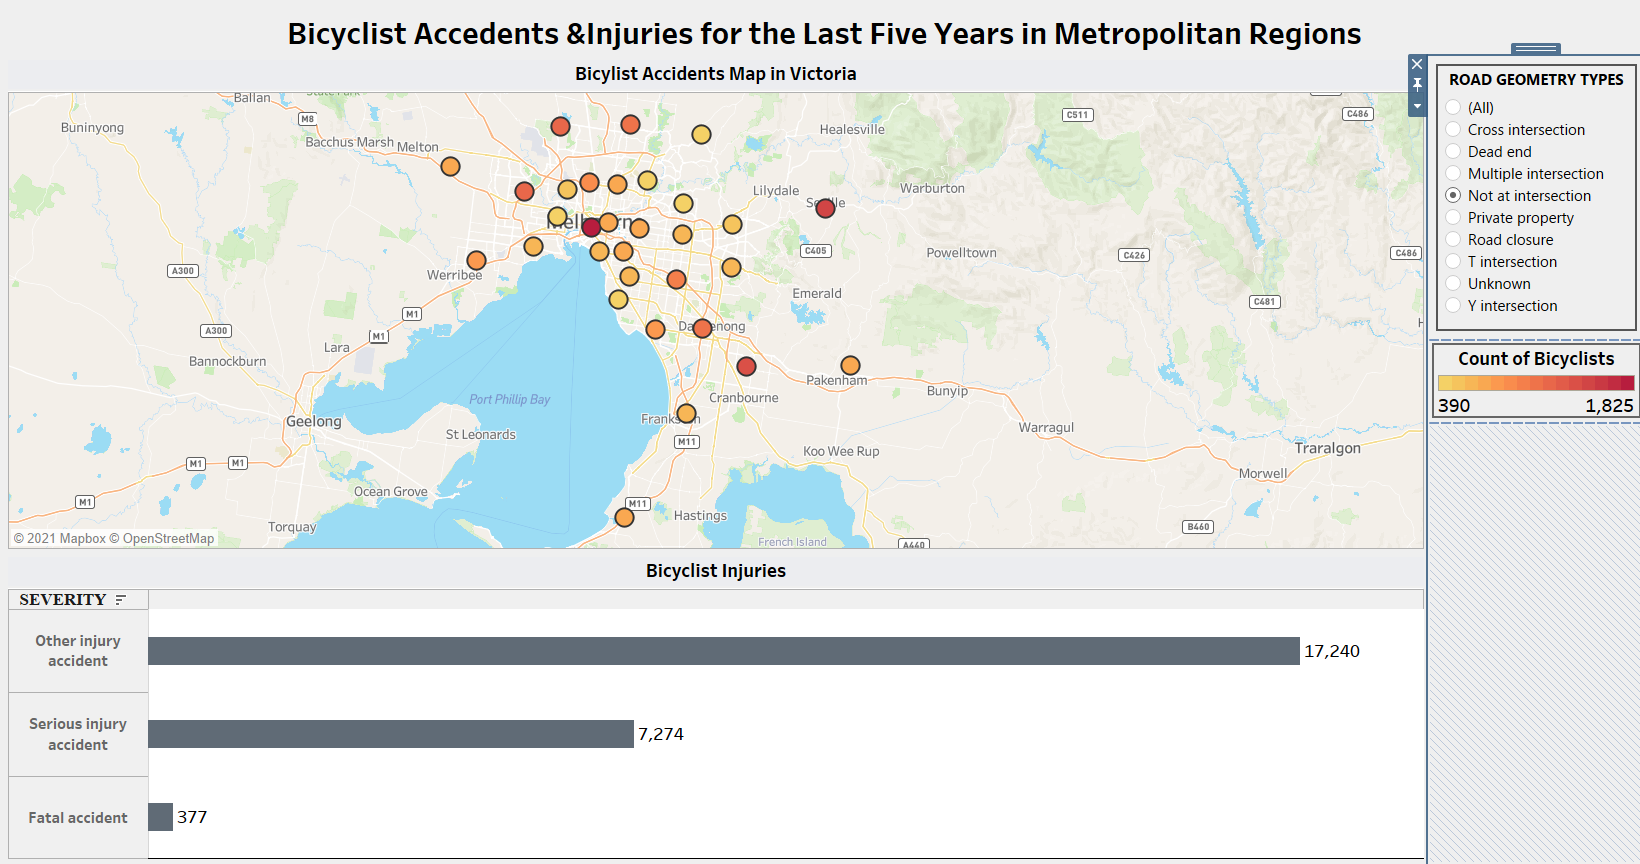 Bicyclist Accedents &Injuries for the Last Five Years in Metropolitan Regions
Bicylist Accidents Map in Victoria
Ballan
Buninyong
M8
Bacchus Marsh
Melton
Healesville
C511
C486
Lilydale
Warburton
A300
Werribee
C405
Powelltown
C426
C486
Emerald
C481
M1
A300
M1
Lara
Bannockburn
Pakenham
Bunyip
Cranbourne
Port Phillip Bay
Geelong
St Leonards
M11
Warragul
Koo Wee Rup
Traralgon
M1
M1
Morwell
Ocean Grove
M1
M11
Hastings
Torquay
B460
French Island
A440
© 2021 Mapbox © OpenStreetMap
ROAD GEOMETRY TYPES
(All)
Cross intersection
Dead end
Multiple intersection
Not at intersection
Private property
Road closure
T intersection
Unknown
Y intersection
Count of Bicyclists
390 1,825
Bicyclist Injuries
SEVERITY
Other injury
accident
17,240
Serious injury
accident
7,274
Fatal accident
377